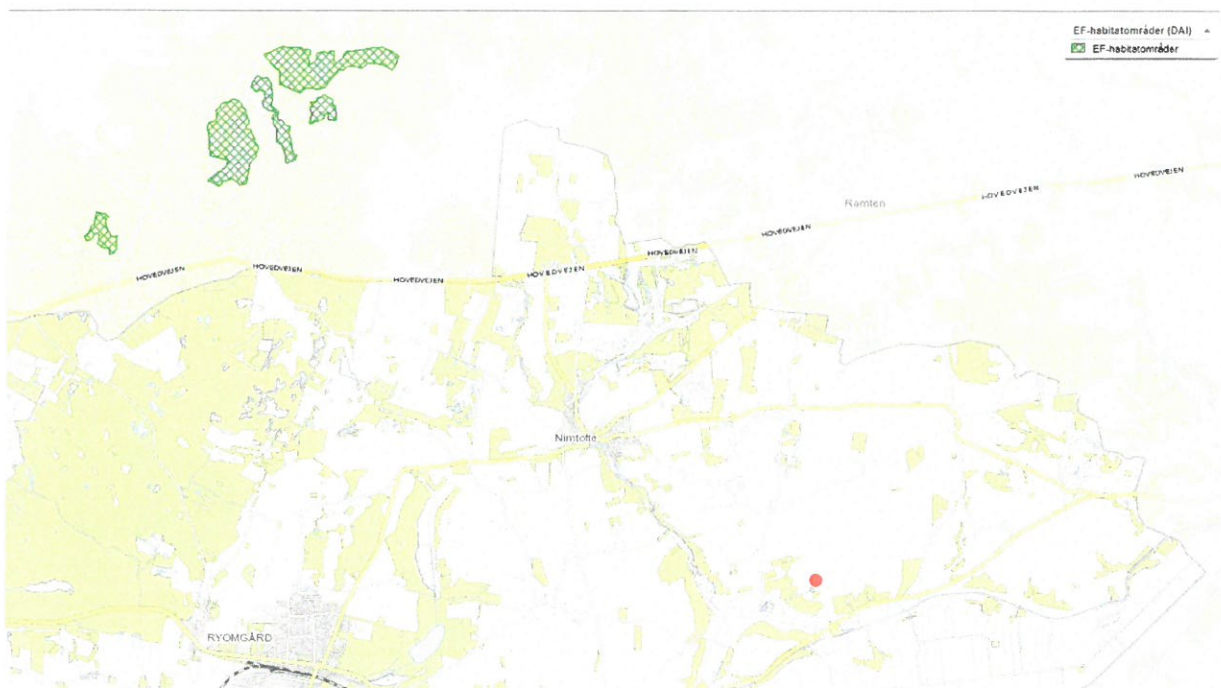 EF-habitatområder (DAI)
EF-habitatområder
HOVEDVEJEN
HOVEDVEJEN
Ramten
HOVEDVEJEN
HOVEDVEJEN
HOVEDVEJEN
HOVEDVEJEN
HOVEDVEJEN
HOVEDVEJEN
Nimtofte
RYOMGÅRD